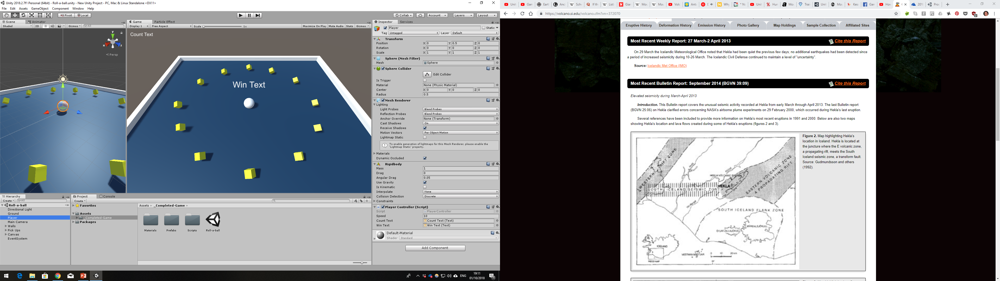 Unity 2018.2.7f1 Personal (64bit) - Roll-a-ball.unity - New Unity Project - PC, Mac & Linux Standalone <DX11>
File Edit Assets GameObject Component Window Help
Pivot Local
Collab Account Layers Layout
Scene Animator
Shaded 2D Gizmos All
y x z
Persp
Game Particle Effect
Display 1 Free Aspect Scale 1x Maximize On Play Mute Audio Stats Gizmos
Count Text
Win Text
Inspector Services
Player Static
Tag Untagged Layer Default
Transform
Position X 0 Y 0.5 Z 0
Rotation X 0 Y 0 Z 0
Scale X 1 Y 1 Z 1
Sphere (Mesh Filter)
Mesh Sphere
Sphere Collider
Edit Collider
Is Trigger
Material None (Physic Material)
Center X 0 Y 0 Z 0
Radius 0.5
Mesh Renderer
Lighting
Light Probes Blend Probes
Reflection Probes Blend Probes
Anchor Override None (Transform)
Cast Shadows On
Receive Shadows
Motion Vectors Per Object Motion
Lightmap Static
To enable generation of lightmaps for this Mesh Renderer, please enable the
'Lightmap Static' property.
Materials
Dynamic Occluded
Rigidbody
Mass 1
Drag 0
Angular Drag 0.05
Use Gravity
Is Kinematic
Interpolate None
Collision Detection Discrete
Constraints
Player Controller (Script)
Script PlayerController
Speed 10
Count Text Count Text (Text)
Win Text Win Text (Text)
Default-Material
Shader Standard
Add Component
Hierarchy
Create All
Roll-a-ball
Directional Light
Ground
Player
Main Camera
Walls
Pick Ups
Canvas
EventSystem
Project Console
Create
Favorites
Assets
_Completed-Game
Packages
Assets _Completed-Game
Materials Prefabs Scripts Roll-a-ball
ENG
19:11
01/10/2018
https://volcano.si.edu/volcano.cfm?vn=372070
Eruptive History Deformation History Emission History Photo Gallery Map Holdings Sample Collection Affiliated Sites
Most Recent Weekly Report: 27 March-2 April 2013 Cite this Report
On 29 March the Icelandic Meteorological Office noted that Hekla had been quiet the previous few days; no additional earthquakes had been detected since
a period of increased seismicity during 10-26 March. The Icelandic Civil Defense continued to maintain a level of "uncertainty".
Source: Icelandic Met Office (IMO)
Most Recent Bulletin Report: September 2014 (BGVN 39:09) Cite this Report
Elevated seismicity during March-April 2013
Introduction. This Bulletin report covers the unusual seismic activity recorded at Hekla from early March through April 2013. The last Bulletin report
(BGVN 25:06) on Hekla clarified errors concerning NASA's airborne plume experiments on 29 February 2000, which occurred during Hekla's last eruption.
Several references have been included to provide more information on Hekla's most recent eruptions in 1991 and 2000. Below are also two maps
showing Hekla's location and lava flows created during some of Hekla's eruptions (figures 2 and 3).
WESTERN RIFT ZONE
HEKLA VOLCANIC SYSTEM
HEKLA
SOUTH ICELAND SEISMIC ZONE
EASTERN VOLCANIC ZONE
A PROPAGATING RIFT
SOUTH ICELAND FLANK ZONE
MÝRDALSJÖKULL
EYJAFJALLAJÖKULL
ICELAND
INDEX MAP
VESTMANNAEYJAR
0 10 20 km
Figure 2. Map highlighting Hekla's
location in Iceland. Hekla is located at
the juncture where the E volcanic zone,
a propagating rift, meets the South
Iceland seismic zone, a transform fault.
Source: Gudmundsson and others
(1992).